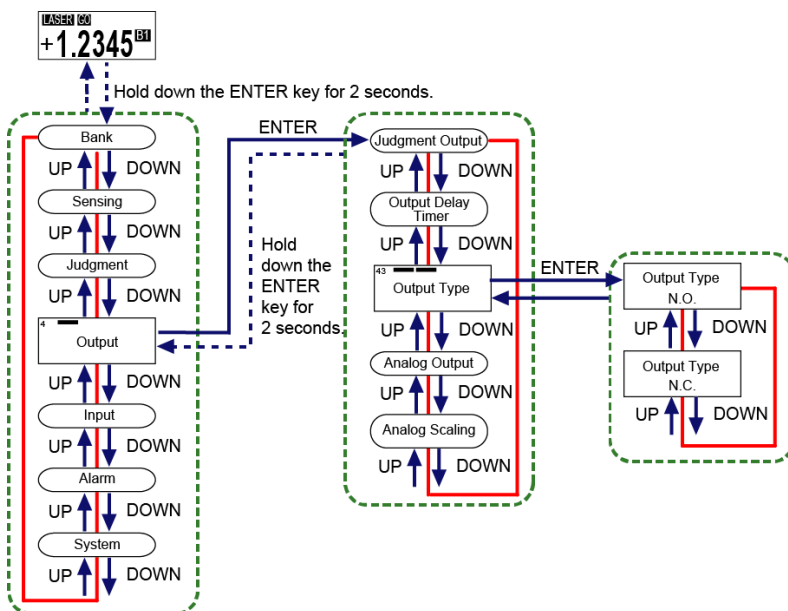 LASER GO
+1.2345 B1
Hold down the ENTER key for 2 seconds.
Bank
UP DOWN
Sensing
UP DOWN
Judgment
UP DOWN
4
Output
UP DOWN
Input
UP DOWN
Alarm
UP DOWN
System
UP DOWN
ENTER
Hold
down the
ENTER
key for
2 seconds.
Judgment Output
UP DOWN
Output Delay
Timer
UP DOWN
43
Output Type
UP DOWN
Analog Output
UP DOWN
Analog Scaling
UP DOWN
ENTER
Output Type
N.O.
UP DOWN
Output Type
N.C.
UP DOWN